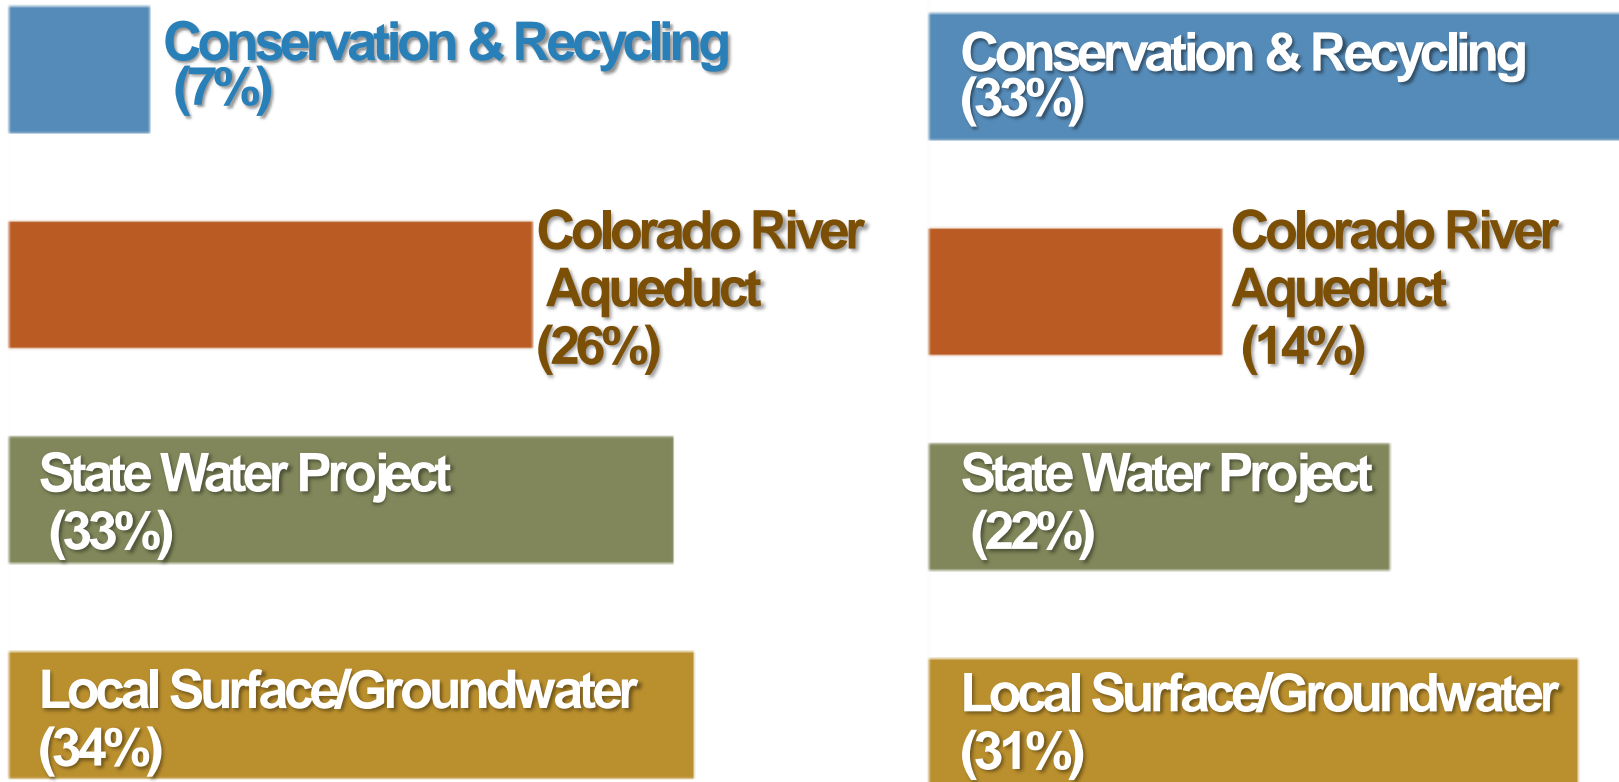 Conservation & Recycling
(7%)
Colorado River
Aqueduct
(26%)
State Water Project
(33%)
Local Surface/Groundwater
(34%)
Conservation & Recycling
(33%)
Colorado River
Aqueduct
(14%)
State Water Project
(22%)
Local Surface/Groundwater
(31%)